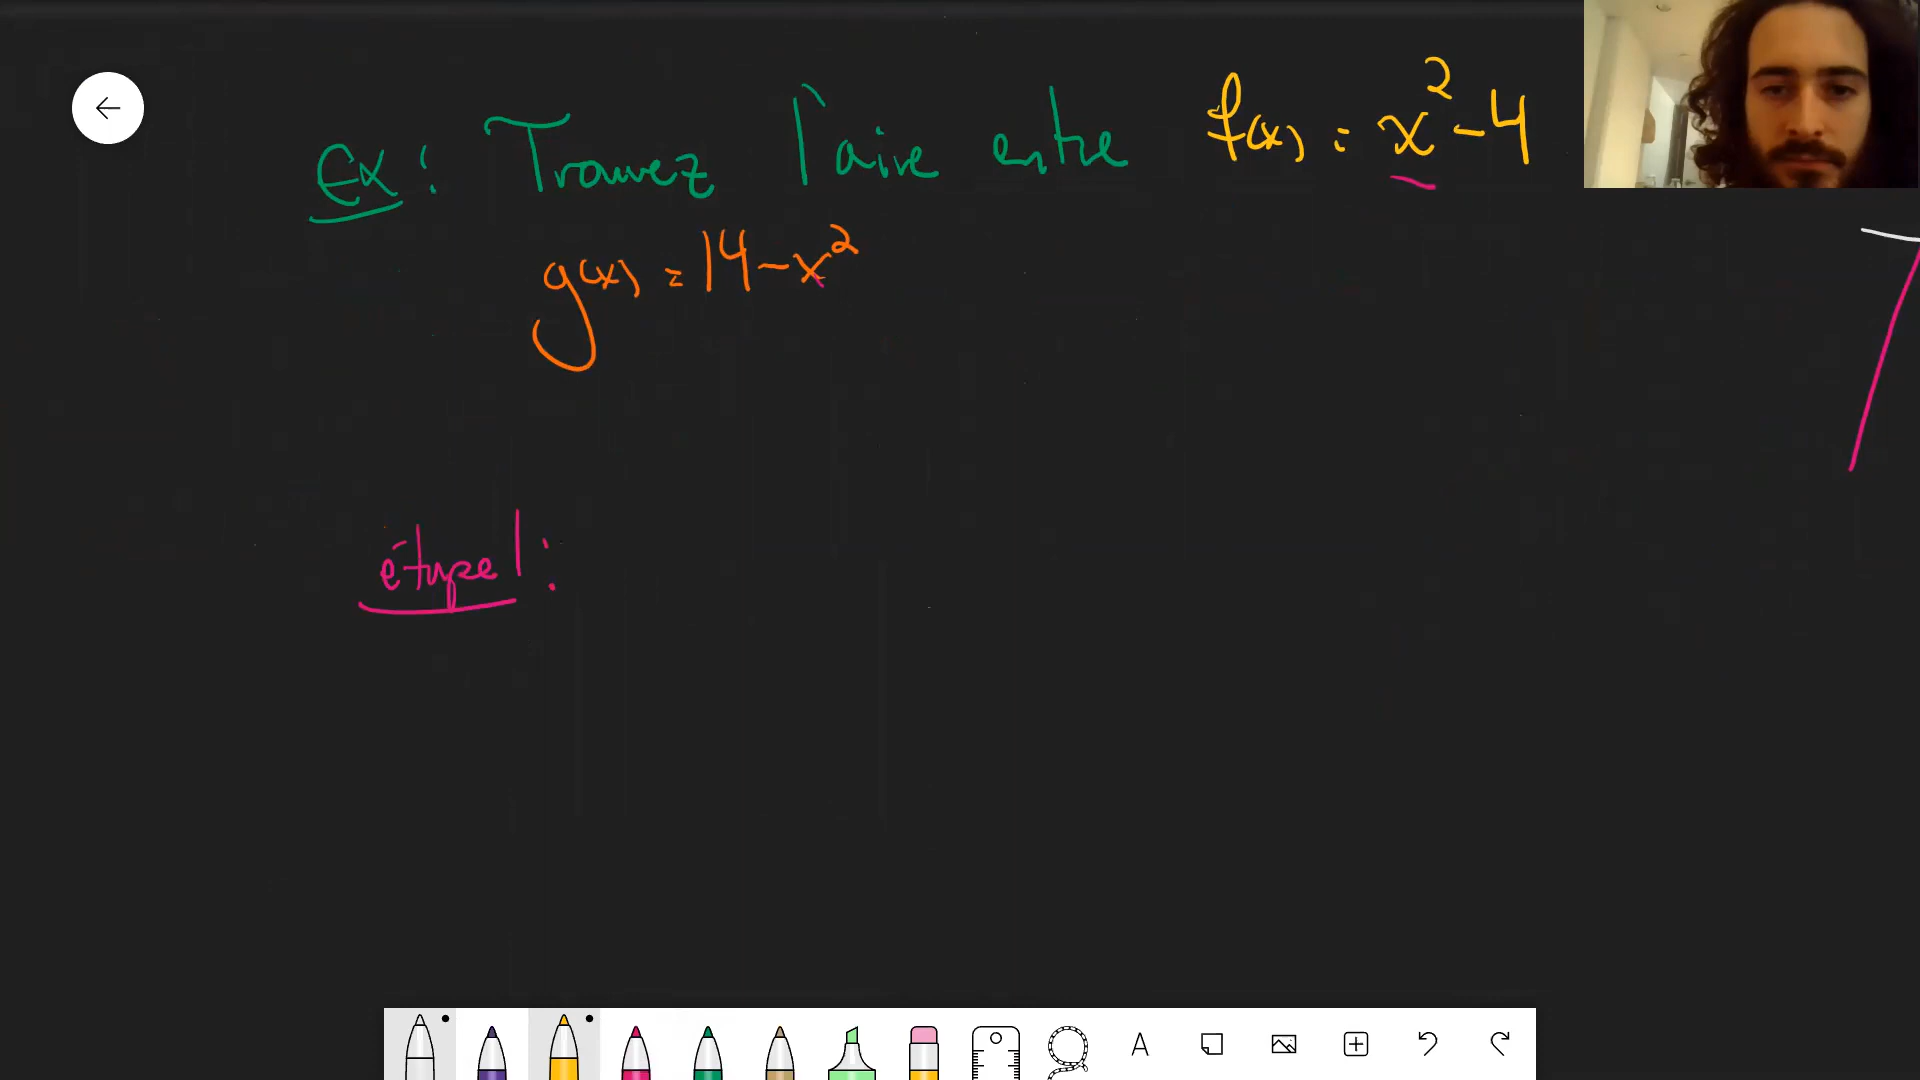 Ex : Trouvez l'aire entre f(x) = x² - 4
g(x) = 14 - x²
étape 1 :
A